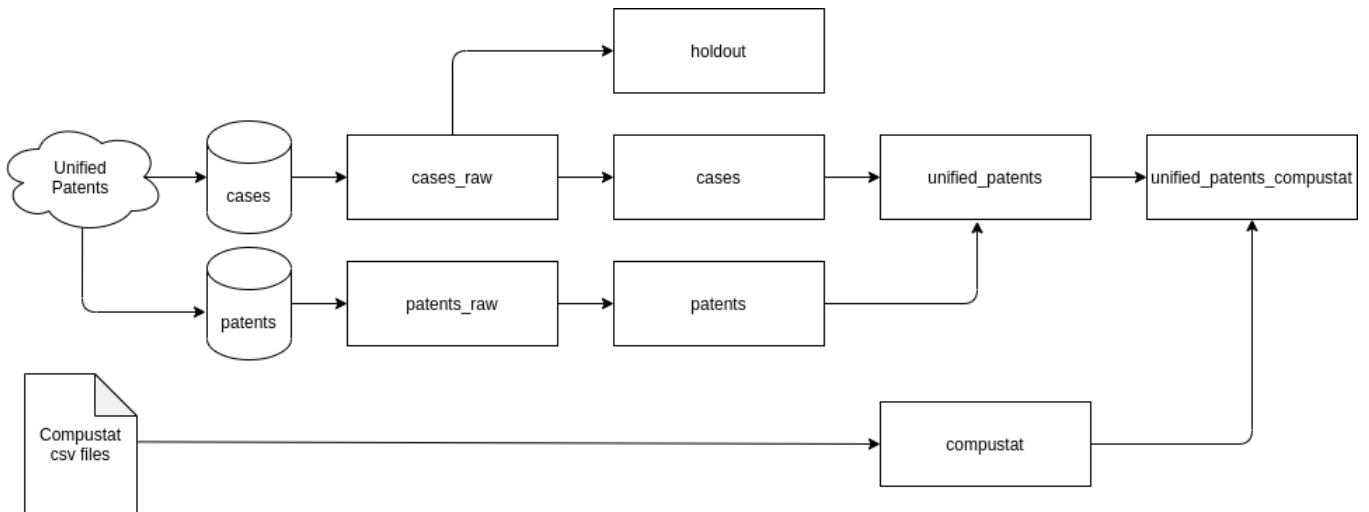 holdout
Unified
Patents
cases
cases_raw
cases
unified_patents
unified_patents_compustat
patents
patents_raw
patents
Compustat
csv files
compustat